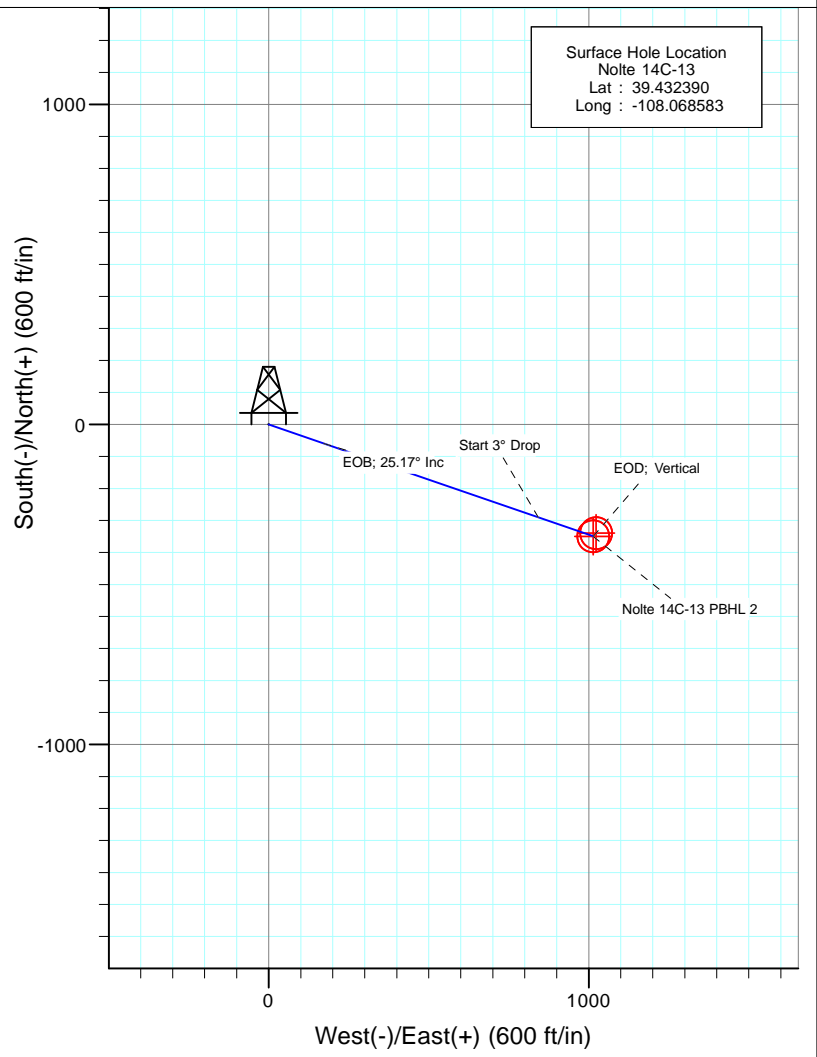 Surface Hole Location
Nolte 14C-13
Lat : 39.432390
Long : -108.068583
1000
0
-1000
South(-)/North(+) (600 ft/in)
EOB; 25.17° Inc
Start 3° Drop
EOD; Vertical
Nolte 14C-13 PBHL 2
0
1000
West(-)/East(+) (600 ft/in)